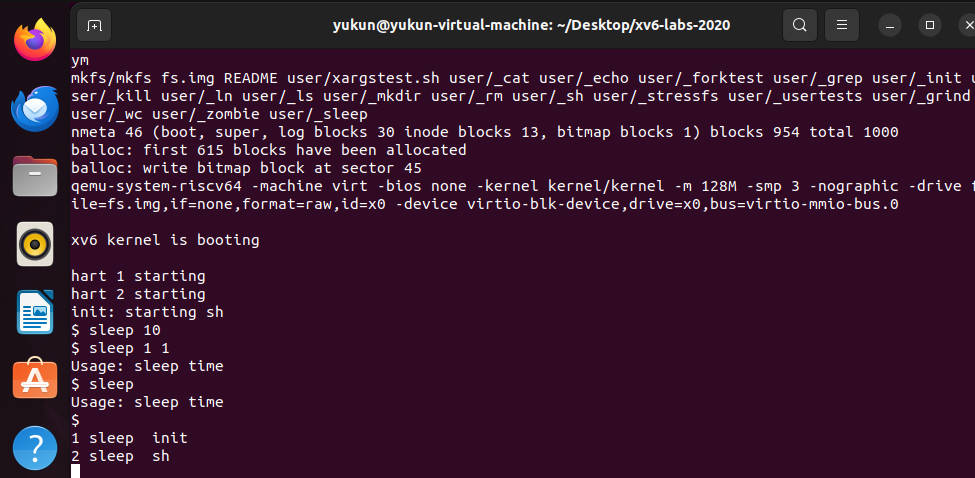 yukun@yukun-virtual-machine: ~/Desktop/xv6-labs-2020
ym
mkfs/mkfs fs.img README user/xargstest.sh user/_cat user/_echo user/_forktest user/_grep user/_init u
ser/_kill user/_ln user/_ls user/_mkdir user/_rm user/_sh user/_stressfs user/_usertests user/_grind
user/_wc user/_zombie user/_sleep
nmeta 46 (boot, super, log blocks 30 inode blocks 13, bitmap blocks 1) blocks 954 total 1000
balloc: first 615 blocks have been allocated
balloc: write bitmap block at sector 45
qemu-system-riscv64 -machine virt -bios none -kernel kernel/kernel -m 128M -smp 3 -nographic -drive f
ile=fs.img,if=none,format=raw,id=x0 -device virtio-blk-device,drive=x0,bus=virtio-mmio-bus.0
xv6 kernel is booting
hart 1 starting
hart 2 starting
init: starting sh
$ sleep 10
$ sleep 1 1
Usage: sleep time
$ sleep
Usage: sleep time
$
1 sleep  init
2 sleep  sh